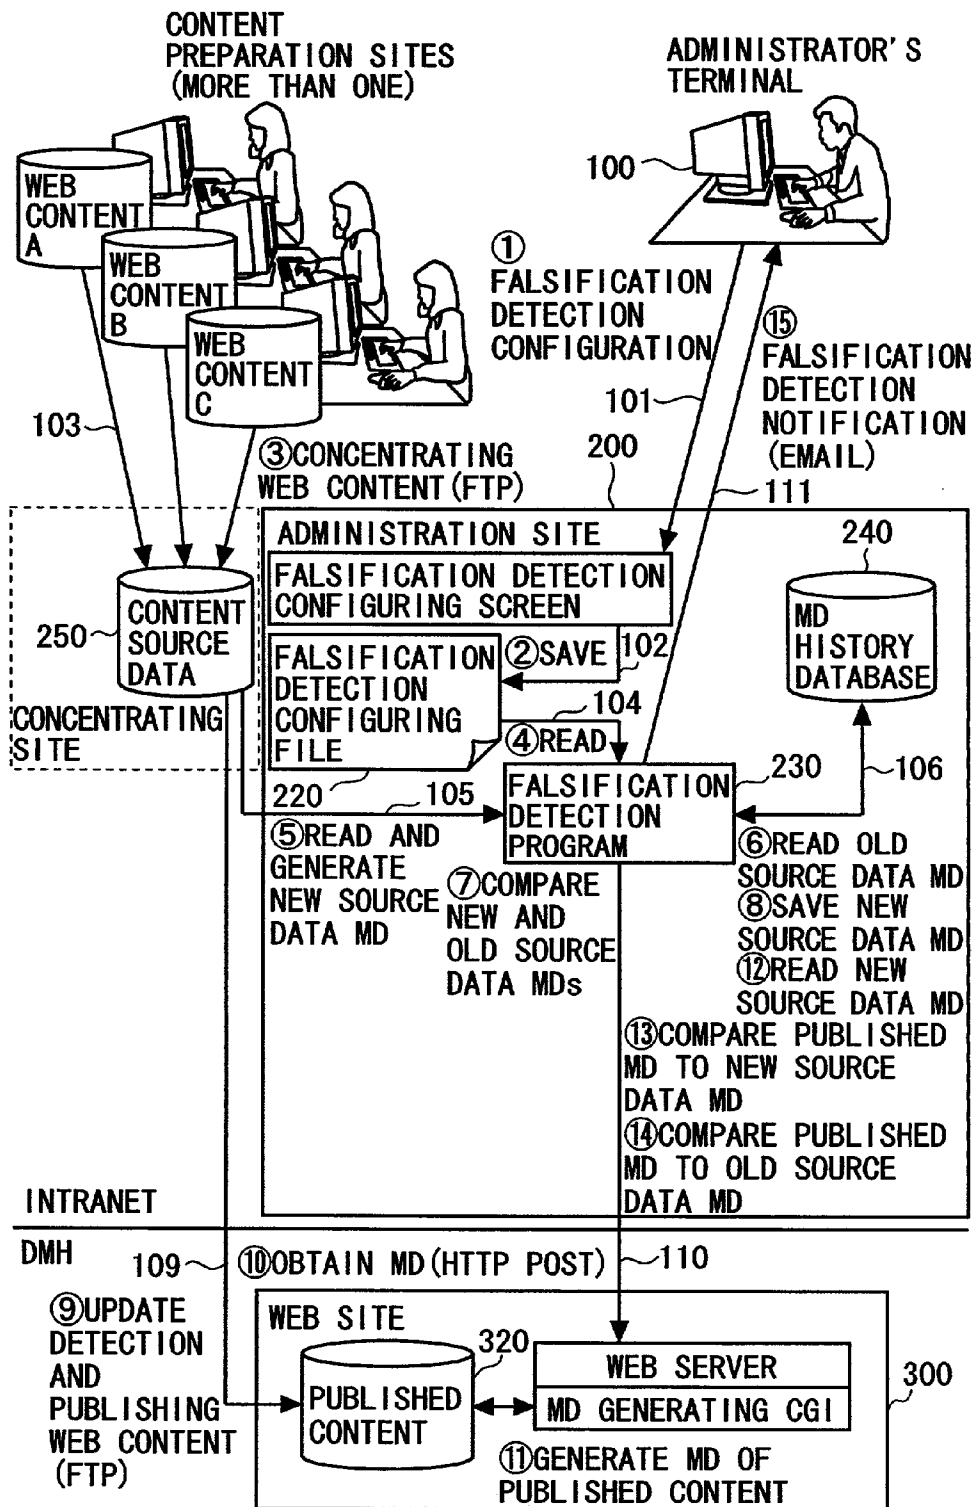 CONTENT
PREPARATION SITES
(MORE THAN ONE)
ADMINISTRATOR'S
TERMINAL
100
WEB
CONTENT
A
WEB
CONTENT
B
WEB
CONTENT
C
①
FALSIFICATION
DETECTION
CONFIGURATION
⑮
FALSIFICATION
DETECTION
NOTIFICATION
(EMAIL)
103
101
111
③CONCENTRATING
WEB CONTENT(FTP)
200
ADMINISTRATION SITE
FALSIFICATION DETECTION
CONFIGURING SCREEN
240
MD
HISTORY
DATABASE
250
CONTENT
SOURCE
DATA
CONCENTRATING
SITE
②SAVE
102
FALSIFICATION
DETECTION
CONFIGURING
FILE
104
④READ
220
105
FALSIFICATION
DETECTION
PROGRAM
230
106
⑤READ AND
GENERATE
NEW SOURCE
DATA MD
⑦COMPARE
NEW AND
OLD SOURCE
DATA MDs
⑥READ OLD
SOURCE DATA MD
⑧SAVE NEW
SOURCE DATA MD
⑫READ NEW
SOURCE DATA MD
⑬COMPARE PUBLISHED
MD TO NEW SOURCE
DATA MD
⑭COMPARE PUBLISHED
MD TO OLD SOURCE
DATA MD
INTRANET
DMH
109
⑩OBTAIN MD(HTTP POST)
110
⑨UPDATE
DETECTION
AND
PUBLISHING
WEB CONTENT
(FTP)
WEB SITE
320
PUBLISHED
CONTENT
WEB SERVER
MD GENERATING CGI
300
⑪GENERATE MD OF
PUBLISHED CONTENT